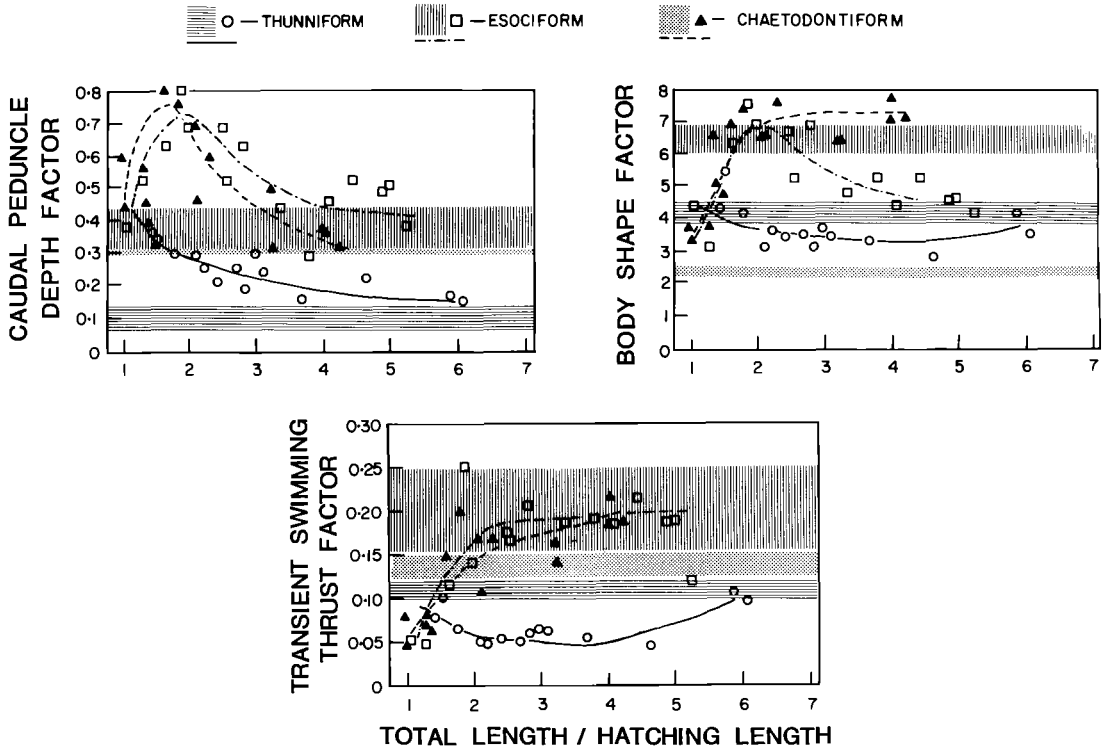 O — THUNNIFORM
□ — ESOCIFORM
▲ — CHAETODONTIFORM
CAUDAL PEDUNCLE
DEPTH FACTOR
0·8
0·7
0·6
0·5
0·4
0·3
0·2
0·1
0
1 2 3 4 5 6 7
BODY SHAPE FACTOR
8
7
6
5
4
3
2
1
0
1 2 3 4 5 6 7
TRANSIENT SWIMMING
THRUST FACTOR
0·30
0·25
0·20
0·15
0·10
0·05
0
1 2 3 4 5 6 7
TOTAL LENGTH / HATCHING LENGTH